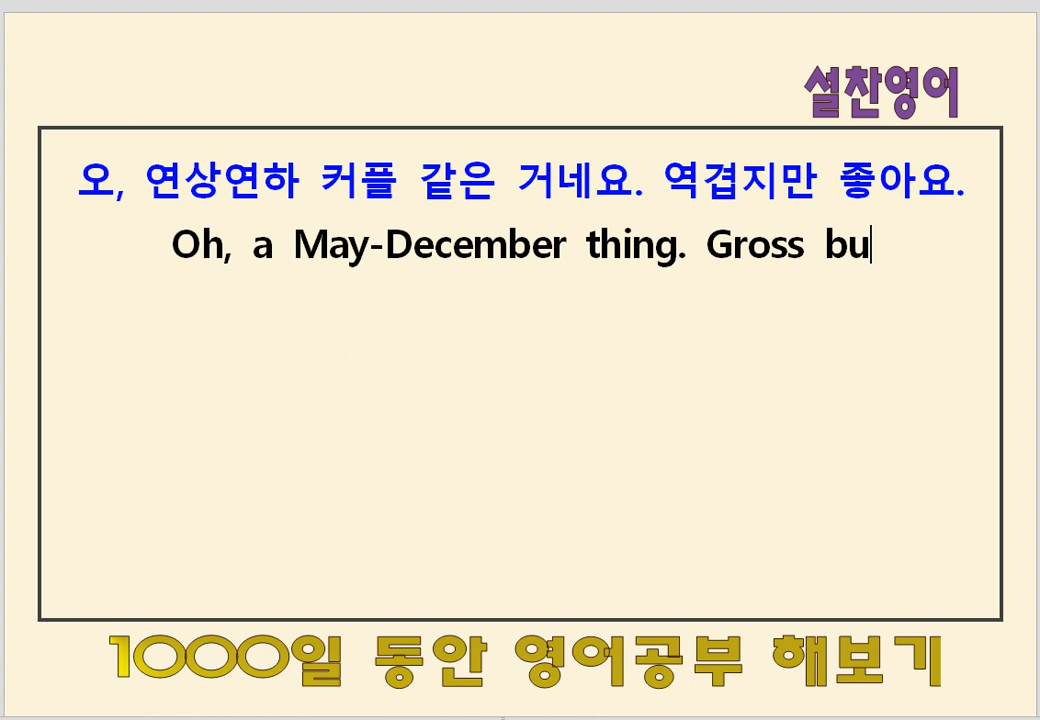 설찬영어
오, 연상연하 커플 같은 거네요. 역겹지만 좋아요.
Oh, a May-December thing. Gross bu
1000일 동안 영어공부 해보기